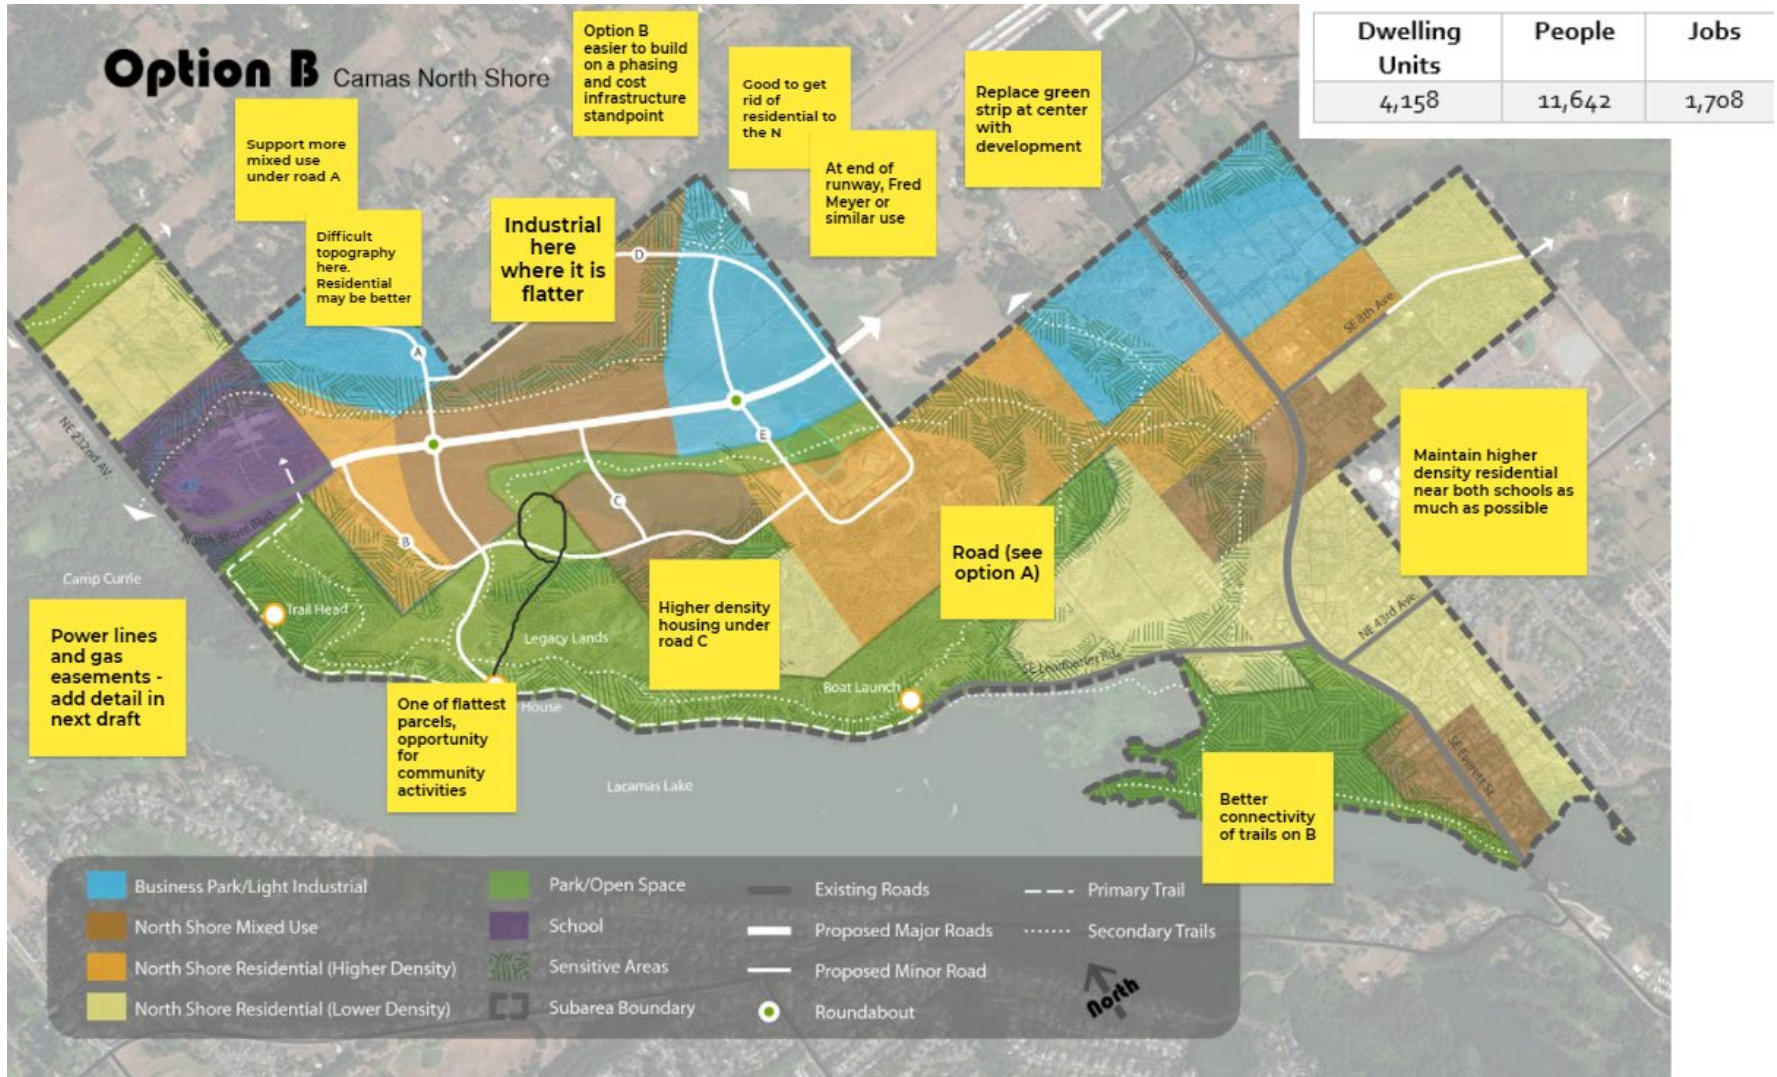 Option B Camas North Shore
Option B
easier to build
on a phasing
and cost
infrastructure
standpoint
Good to get
rid of
residential to
the N
At end of
runway, Fred
Meyer or
similar use
Replace green
strip at center
with
development
Dwelling
Units
People
Jobs
4,158
11,642
1,708
Support more
mixed use
under road A
Difficult
topography
here.
Residential
may be better
Industrial
here
where it is
flatter
D
A
E
C
B
SR-500
SE 8th Ave.
NE 232nd AV.
North Shore Blvd.
Maintain higher
density residential
near both schools as
much as possible
Road (see
option A)
Camp Currie
Trail Head
Legacy Lands
Higher density
housing under
road C
Power lines
and gas
easements -
add detail in
next draft
One of flattest
parcels,
opportunity
for
community
activities
House
Boat Launch
SE Leadbetter Rd.
NE 43rd Ave.
SE Everett St.
Lacamas Lake
Better
connectivity
of trails on B
Business Park/Light Industrial
North Shore Mixed Use
North Shore Residential (Higher Density)
North Shore Residential (Lower Density)
Park/Open Space
School
Sensitive Areas
Subarea Boundary
Existing Roads
Proposed Major Roads
Proposed Minor Road
Roundabout
Primary Trail
Secondary Trails
North